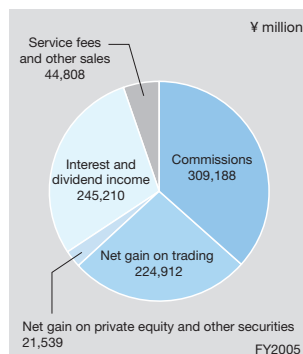 ¥ million
Service fees
and other sales
44,808
Commissions
309,188
Interest and
dividend income
245,210
Net gain on trading
224,912
Net gain on private equity and other securities
21,539
FY2005